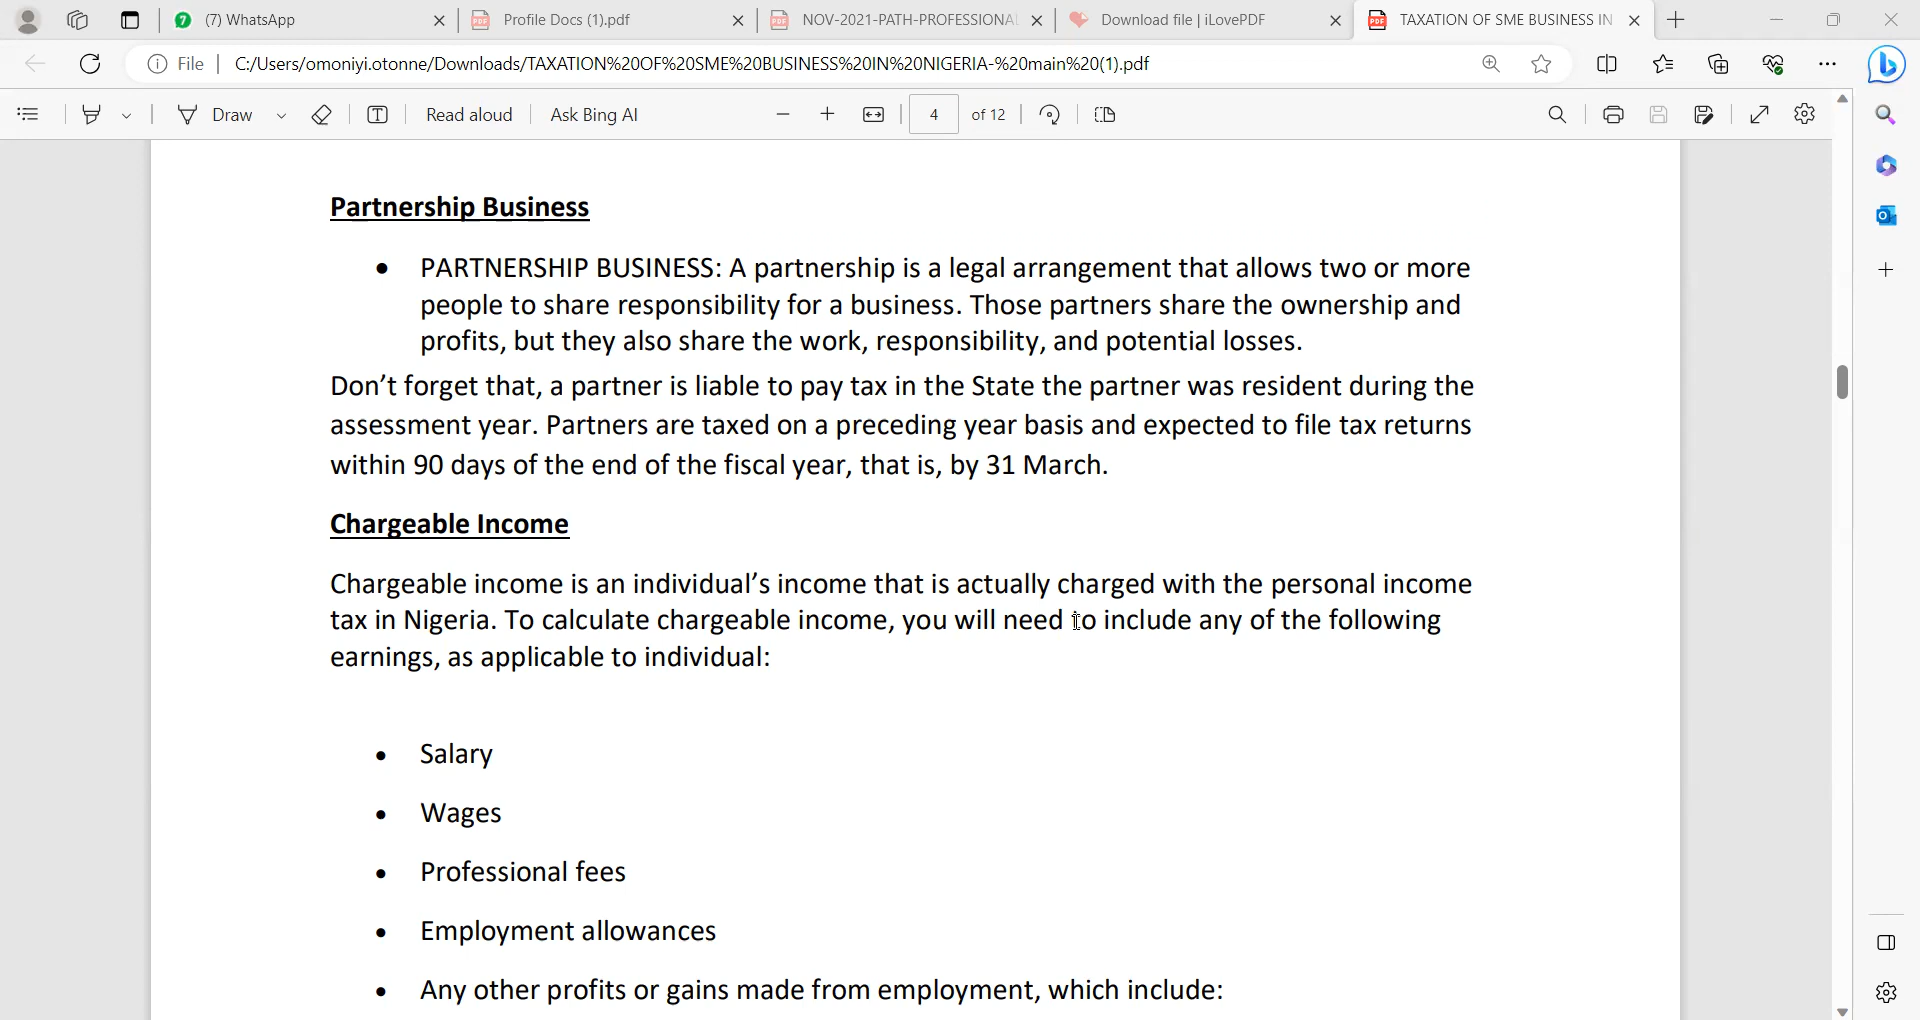 (7) WhatsApp
Profile Docs (1).pdf
NOV-2021-PATH-PROFESSIONAL
Download file | iLovePDF
TAXATION OF SME BUSINESS IN
File
C:/Users/omoniyi.otonne/Downloads/TAXATION%20OF%20SME%20BUSINESS%20IN%20NIGERIA-%20main%20(1).pdf
Draw
Read aloud
Ask Bing AI
4
of 12
Partnership Business
• PARTNERSHIP BUSINESS: A partnership is a legal arrangement that allows two or more
people to share responsibility for a business. Those partners share the ownership and
profits, but they also share the work, responsibility, and potential losses.
Don’t forget that, a partner is liable to pay tax in the State the partner was resident during the
assessment year. Partners are taxed on a preceding year basis and expected to file tax returns
within 90 days of the end of the fiscal year, that is, by 31 March.
Chargeable Income
Chargeable income is an individual’s income that is actually charged with the personal income
tax in Nigeria. To calculate chargeable income, you will need to include any of the following
earnings, as applicable to individual:
• Salary
• Wages
• Professional fees
• Employment allowances
• Any other profits or gains made from employment, which include: